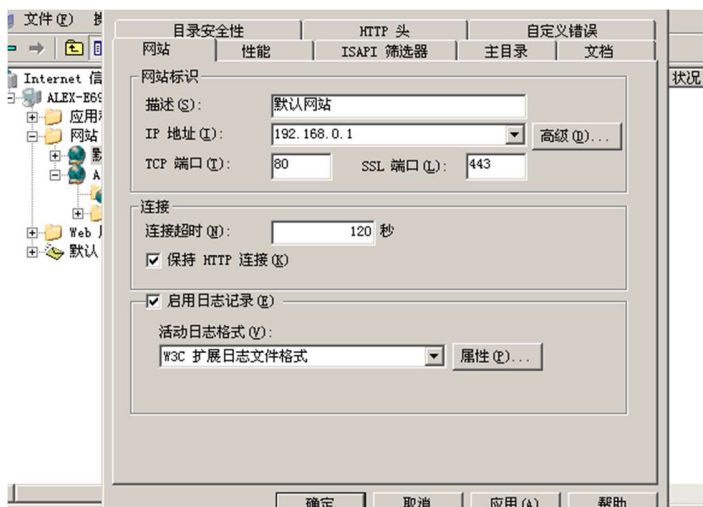 文件(F)
目录安全性 HTTP 头 自定义错误
网站 性能 ISAPI 筛选器 主目录 文档
Internet 信
状况
ALEX-E69
网站
Web
默认
网站标识
描述(S): 默认网站
IP 地址(I): 192.168.0.1 高级(D)...
TCP 端口(T): 80 SSL 端口(L): 443
连接
连接超时(N): 120 秒
保持 HTTP 连接(K)
启用日志记录(E)
活动日志格式(V):
W3C 扩展日志文件格式 属性(P)...
确定 取消 应用(A) 帮助